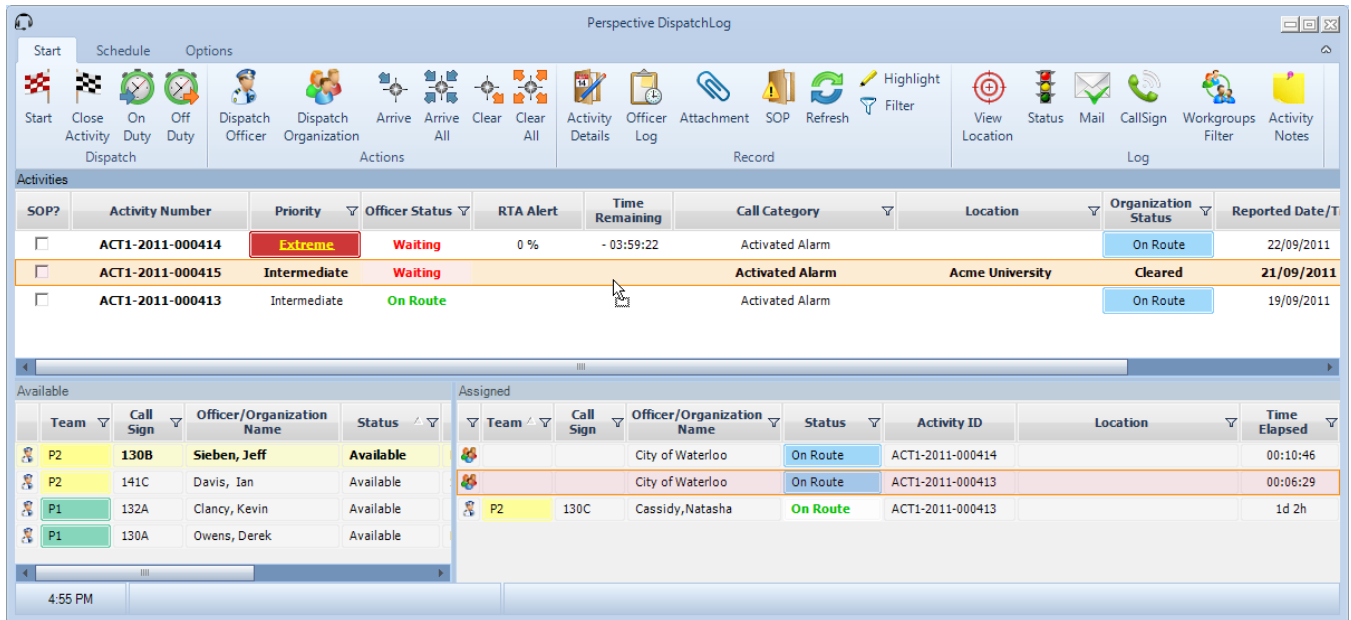 Perspective DispatchLog
Start Schedule Options
Start Close Activity On Duty Off Duty Dispatch Officer Dispatch Organization Arrive Arrive All Clear Clear All Activity Details Officer Log Attachment SOP Refresh Highlight Filter View Location Status Mail CallSign Workgroups Filter Activity Notes
Dispatch Actions Record Log
Activities
SOP? Activity Number Priority Officer Status RTA Alert Time Remaining Call Category Location Organization Status Reported Date/T
ACT1-2011-000414 Extreme Waiting 0 % - 03:59:22 Activated Alarm On Route 22/09/2011
ACT1-2011-000415 Intermediate Waiting Activated Alarm Acme University Cleared 21/09/2011
ACT1-2011-000413 Intermediate On Route Activated Alarm On Route 19/09/2011
Available
Team Call Sign Officer/Organization Name Status
P2 130B Sieben, Jeff Available
P2 141C Davis, Ian Available
P1 132A Clancy, Kevin Available
P1 130A Owens, Derek Available
Assigned
Team Call Sign Officer/Organization Name Status Activity ID Location Time Elapsed
City of Waterloo On Route ACT1-2011-000414 00:10:46
City of Waterloo On Route ACT1-2011-000413 00:06:29
P2 130C Cassidy,Natasha On Route ACT1-2011-000413 1d 2h
4:55 PM